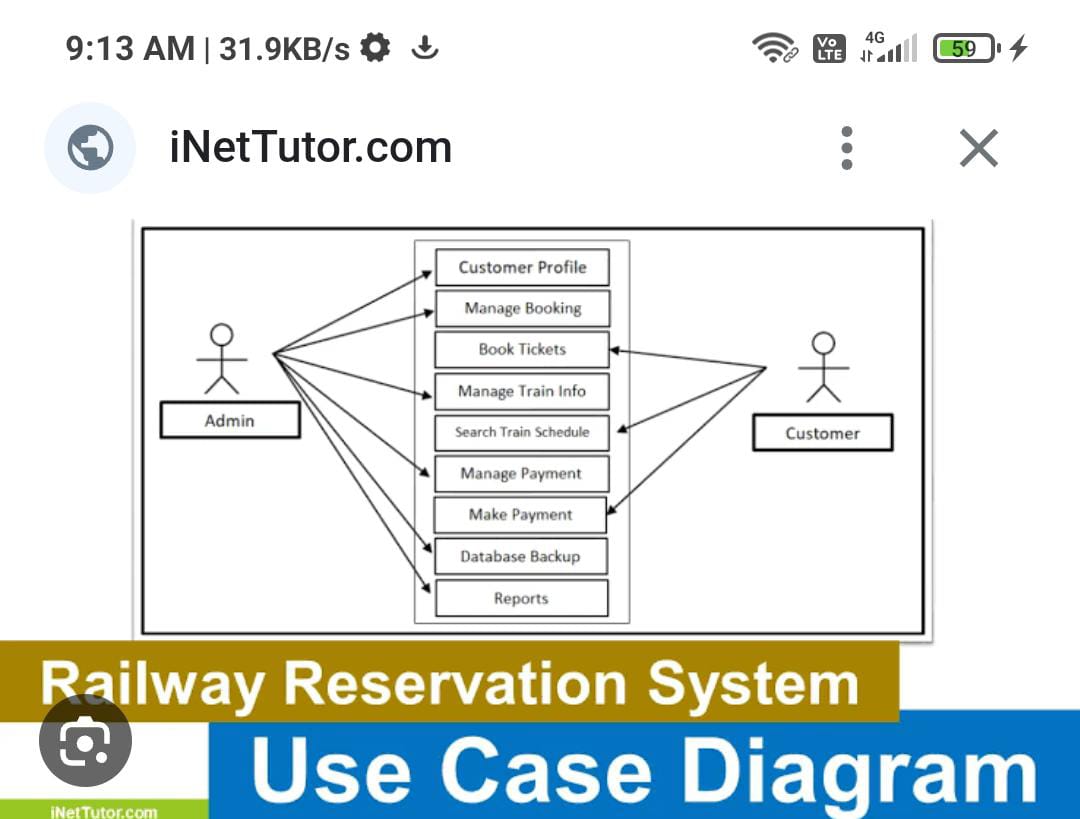 9:13 AM | 31.9KB/s
Vo
LTE
4G
59
iNetTutor.com
Customer Profile
Manage Booking
Book Tickets
Manage Train Info
Search Train Schedule
Manage Payment
Make Payment
Database Backup
Reports
Admin
Customer
Railway Reservation System
Use Case Diagram
iNetTutor.com